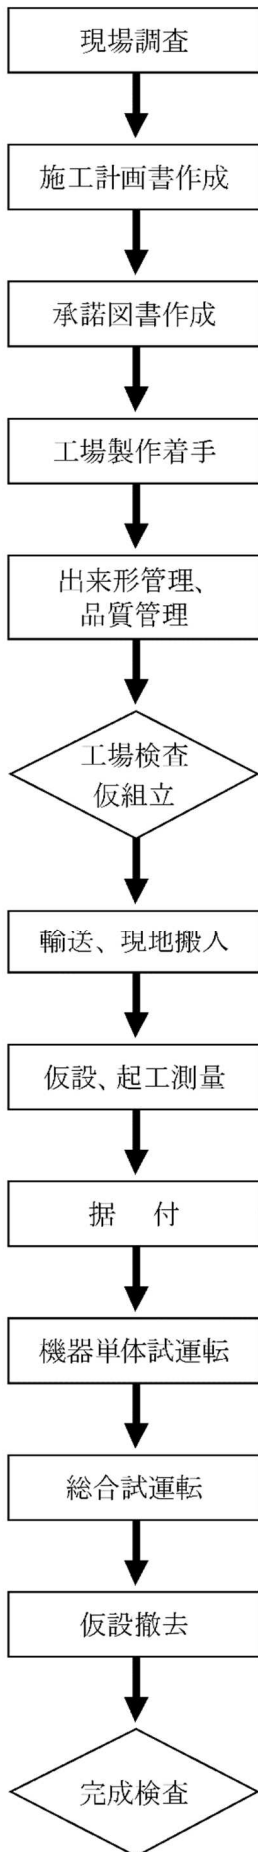 現場調査
施工計画書作成
承諾図書作成
工場製作着手
出来形管理、
品質管理
工場検査
仮組立
輸送、現地搬人
仮設、起工測量
据　付
機器単体試運転
総合試運転
仮設撤去
完成検査